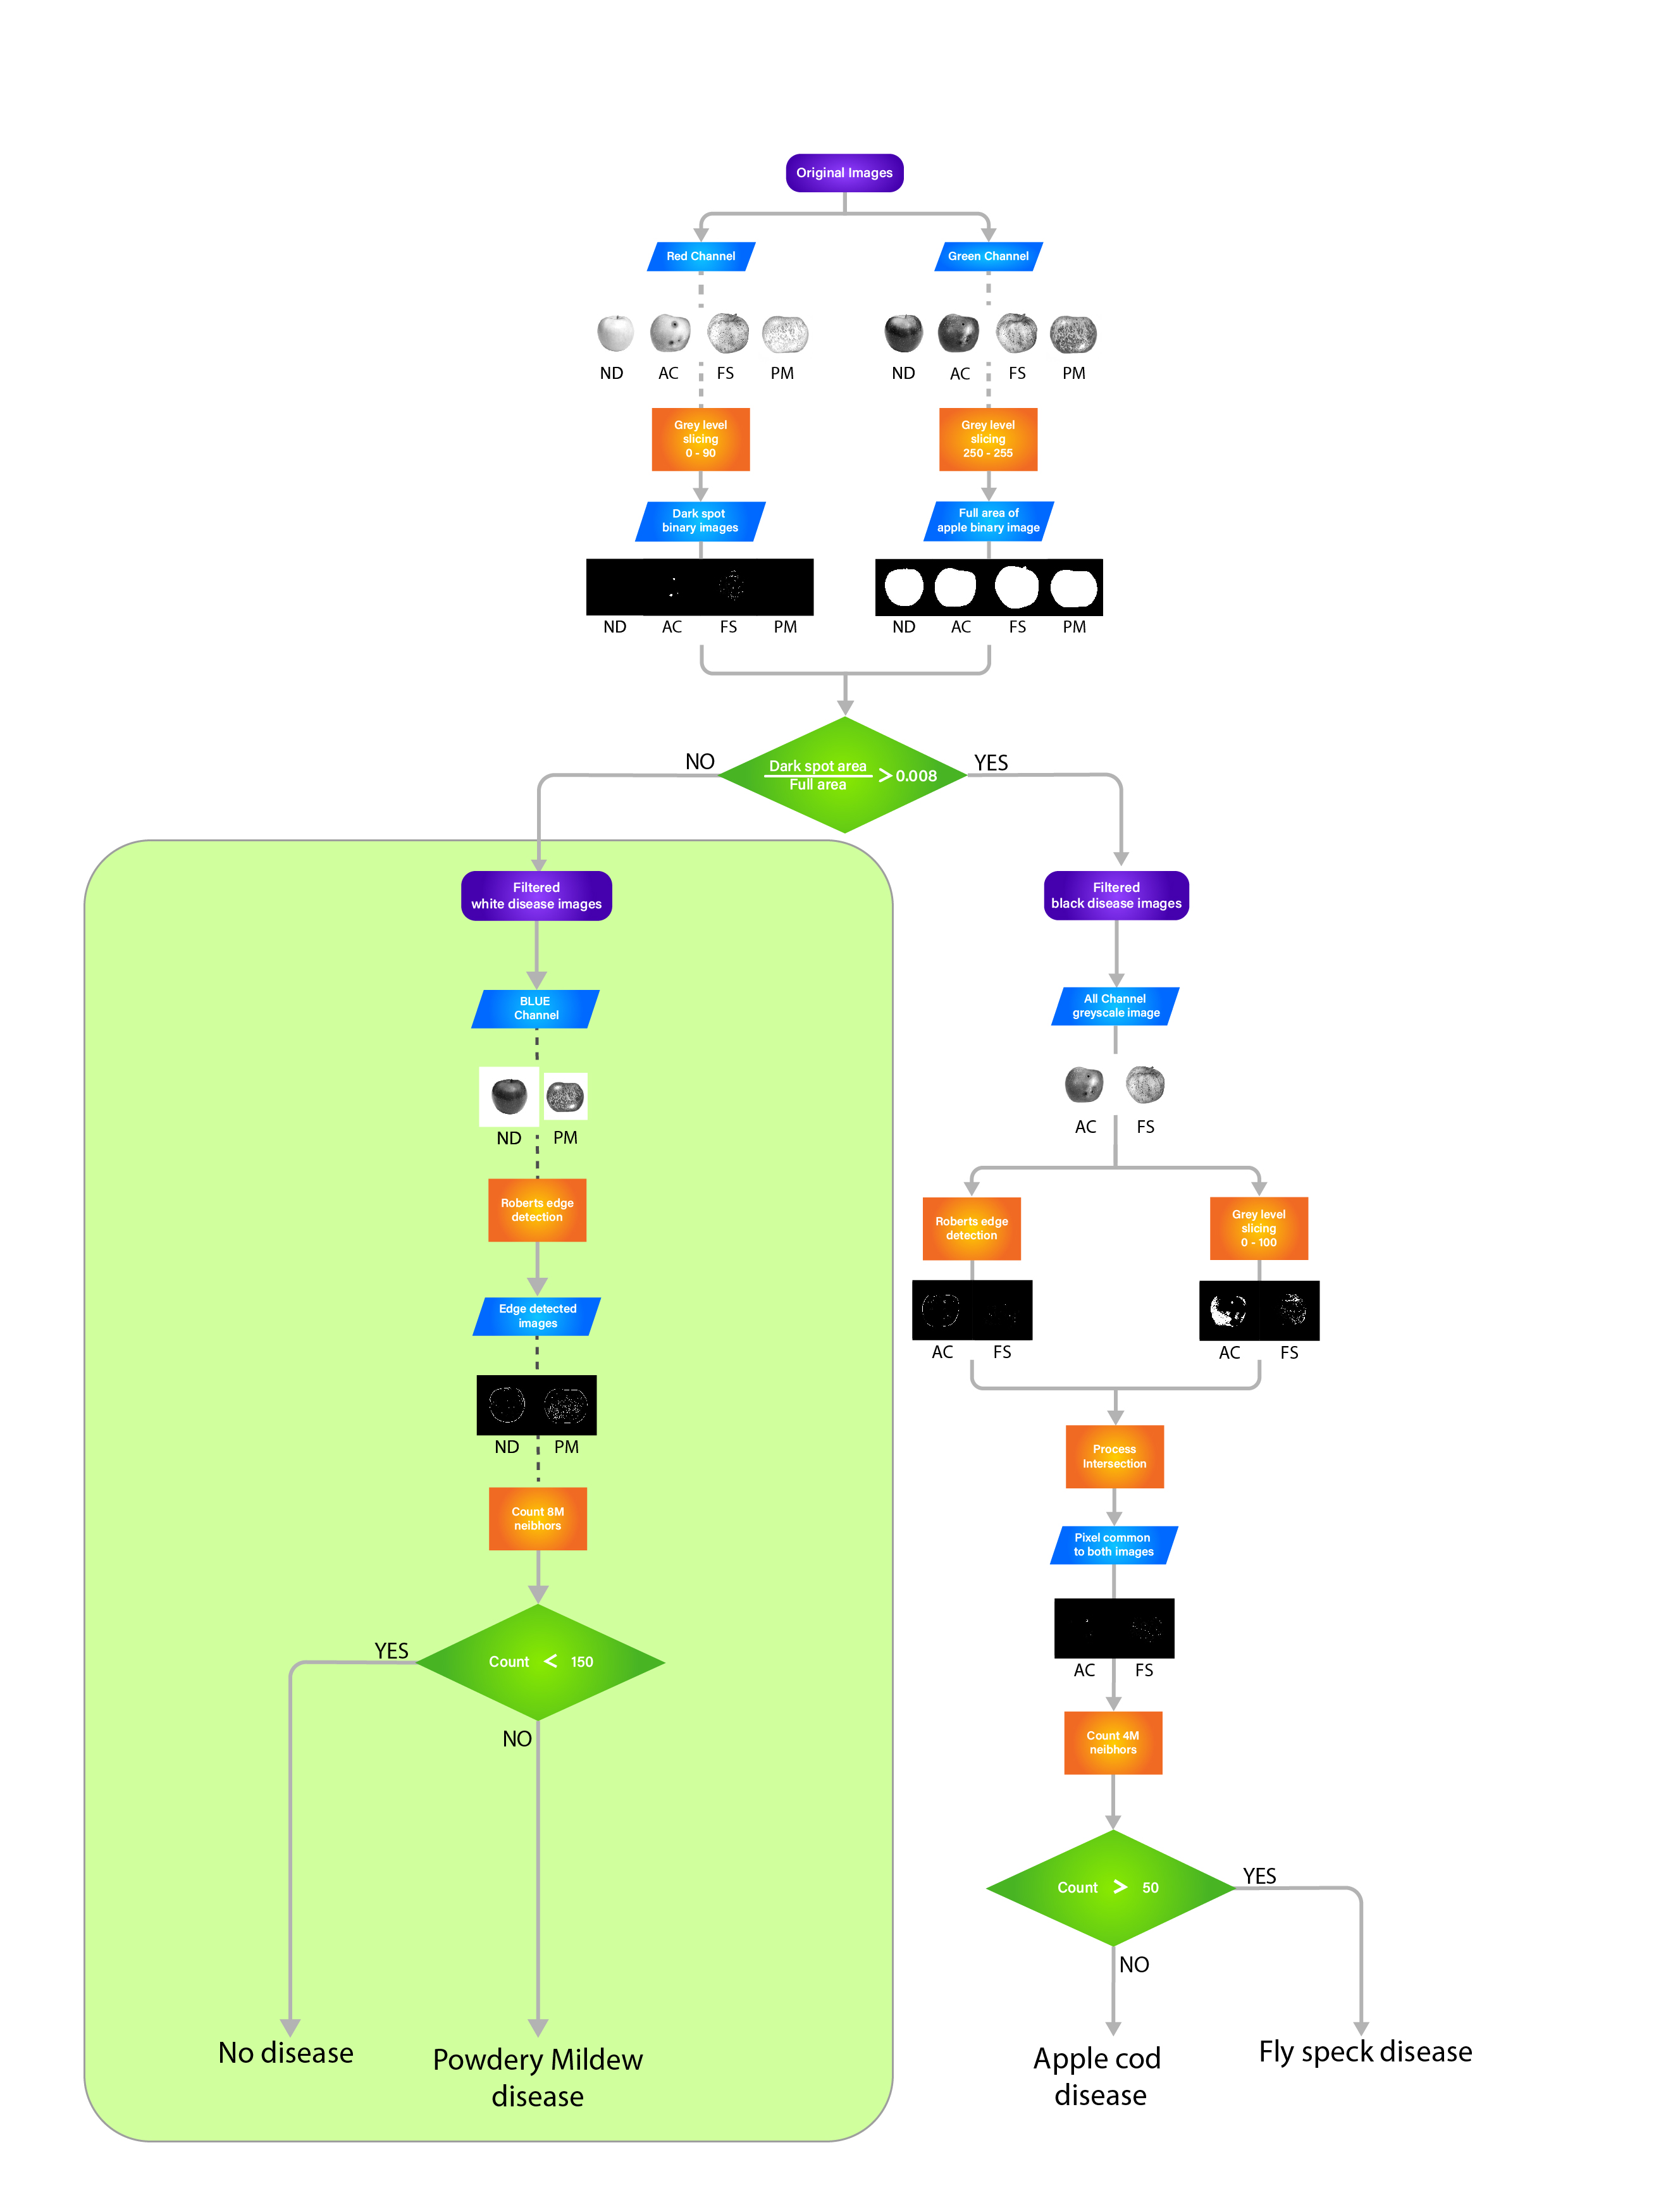 Original Images
Red Channel
Green Channel
ND AC FS PM
ND AC FS PM
Grey level
slicing
0 - 90
Grey level
slicing
250 - 255
Dark spot
binary images
Full area of
apple binary image
ND AC FS PM
ND AC FS PM
NO
Dark spot area
Full area
> 0.008
YES
Filtered
white disease images
Filtered
black disease images
BLUE
Channel
All Channel
greyscale image
ND PM
AC FS
Roberts edge
detection
Roberts edge
detection
Grey level
slicing
0 - 100
Edge detected
images
AC FS
AC FS
ND PM
Process
Intersection
Count 8M
neibhors
Pixel common
to both images
YES
Count < 150
AC FS
NO
Count 4M
neibhors
Count > 50
YES
NO
No disease
Powdery Mildew
disease
Apple cod
disease
Fly speck disease